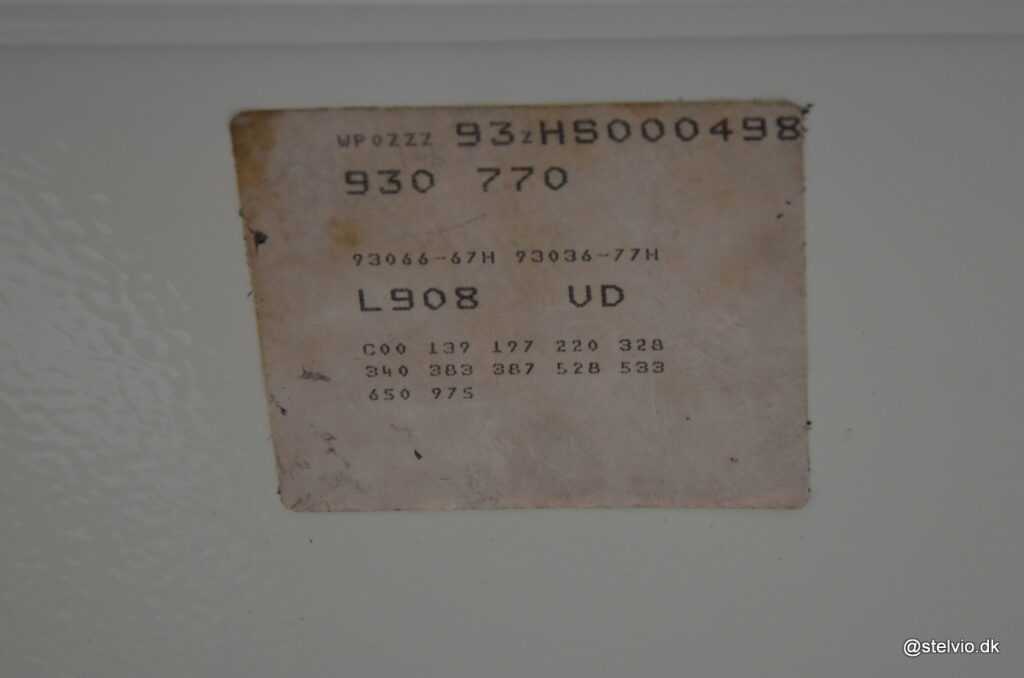 WP0ZZZ 93ZHS000498
930 770
93066-67H 93036-77H
L908 UD
C00 139 197 220 328
340 383 387 528 533
650 975
@stelvio.dk